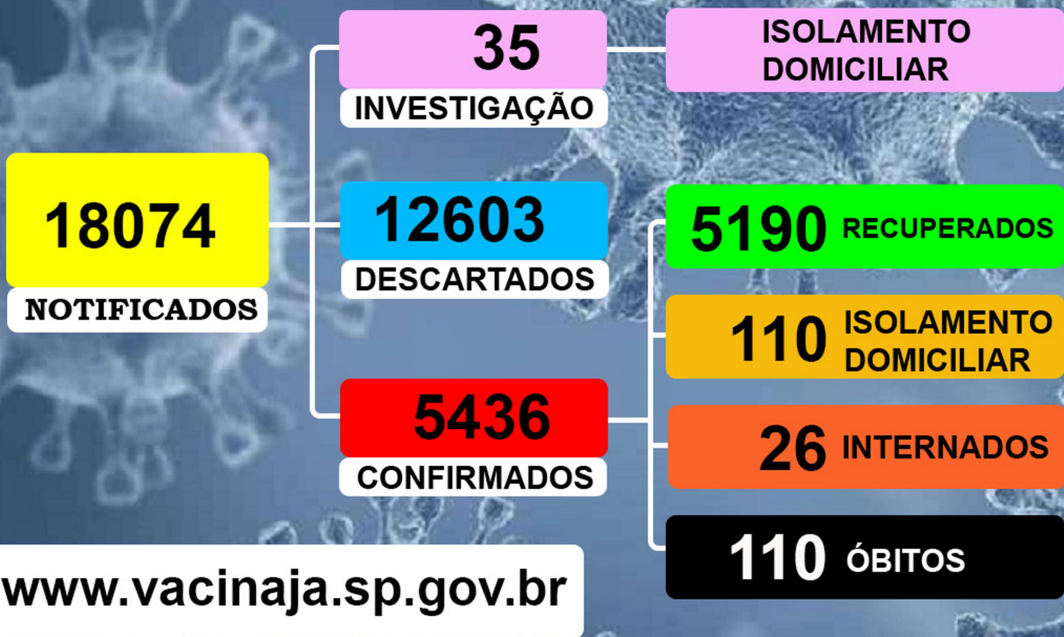 35
INVESTIGAÇÃO
ISOLAMENTO
DOMICILIAR
18074
NOTIFICADOS
12603
DESCARTADOS
5436
CONFIRMADOS
5190 RECUPERADOS
110 ISOLAMENTO
DOMICILIAR
26 INTERNADOS
110 ÓBITOS
www.vacinaja.sp.gov.br